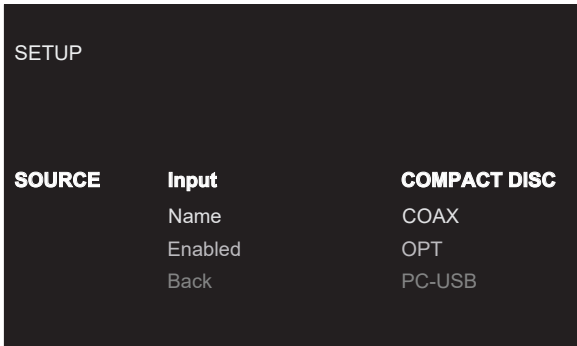 SETUP
SOURCE Input COMPACT DISC
Name COAX
Enabled OPT
Back PC-USB